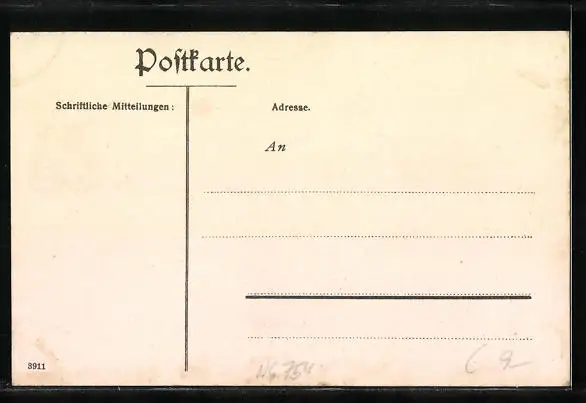 Postkarte.
Schriftliche Mitteilungen:
Adresse.
An
3911